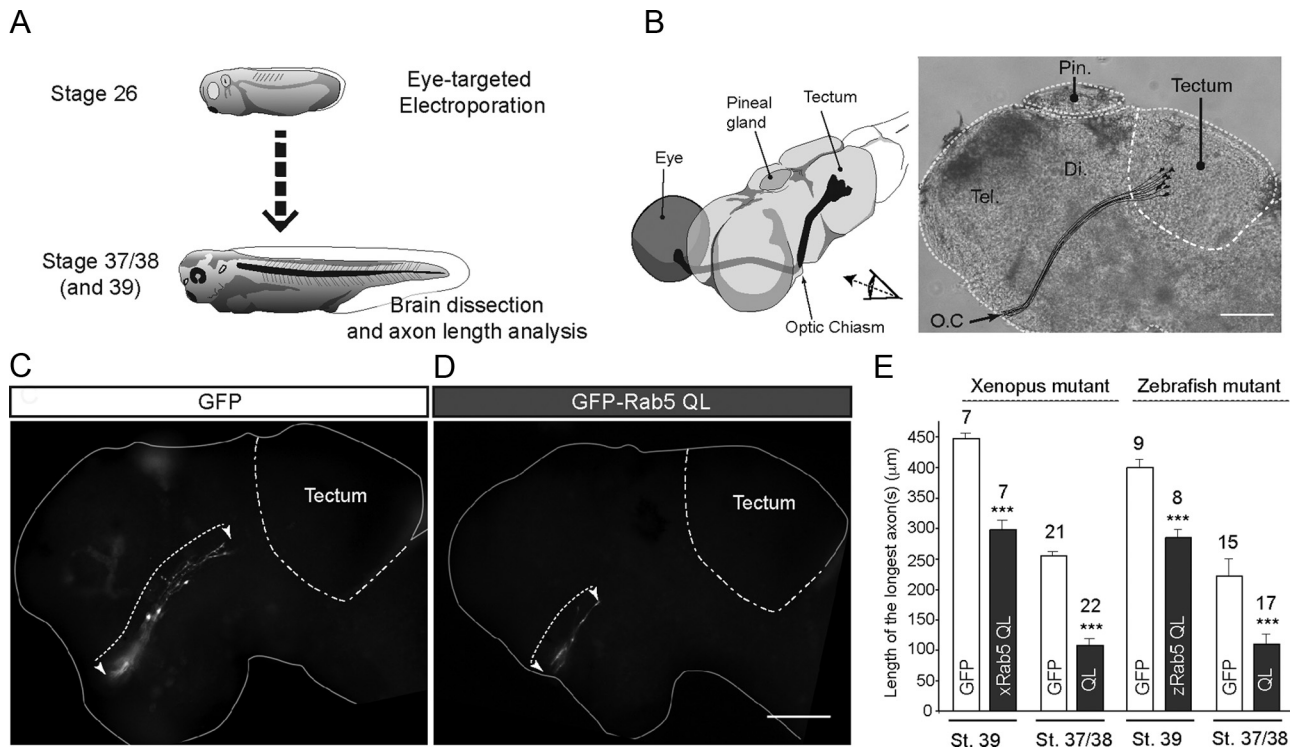 A
Stage 26
Eye-targeted
Electroporation
Stage 37/38
(and 39)
Brain dissection
and axon length analysis
B
Eye
Pineal
gland
Tectum
Optic Chiasm
Pin.
Tectum
Di.
Tel.
O.C
C
GFP
Tectum
D
GFP-Rab5 QL
Tectum
E
Xenopus mutant
Zebrafish mutant
Length of the longest axon(s) (μm)
450
400
350
300
250
200
150
100
50
0
7
7
***
21
22
***
9
8
***
15
17
***
GFP
xRab5 QL
GFP
QL
GFP
zRab5 QL
GFP
QL
St. 39
St. 37/38
St. 39
St. 37/38